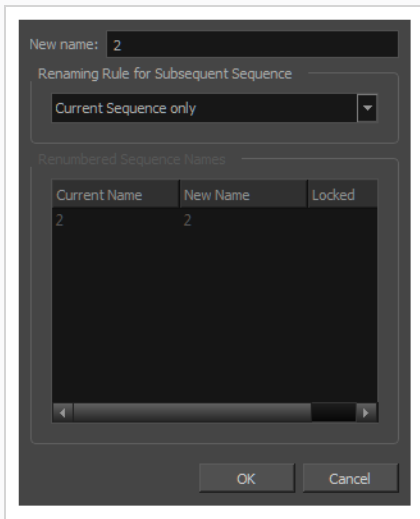 New name: 2
Renaming Rule for Subsequent Sequence
Current Sequence only
Renumbered Sequence Names
Current Name New Name Locked
2 2
OK Cancel